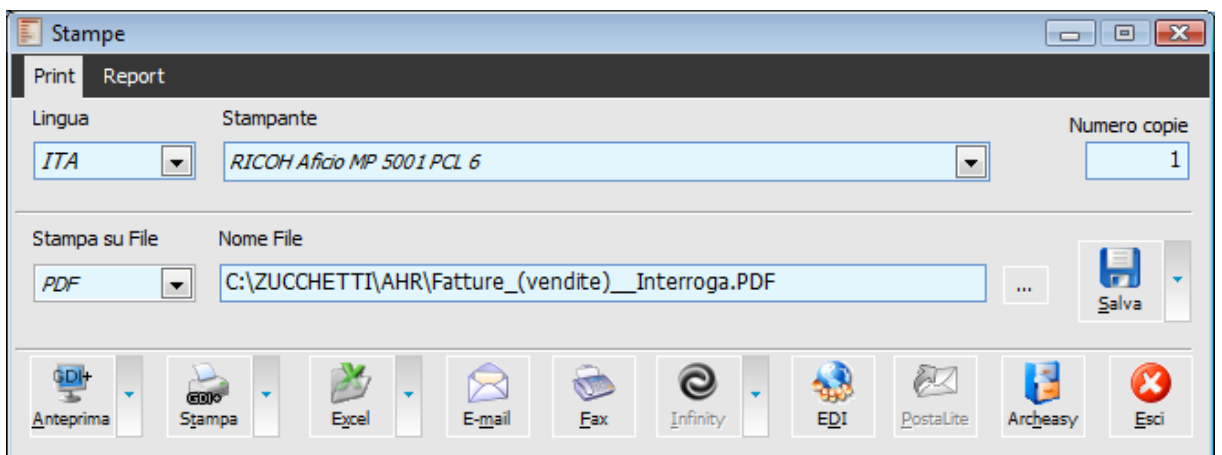 Stampe
Print Report
Lingua Stampante Numero copie
ITA RICOH Aficio MP 5001 PCL 6 1
Stampa su File Nome File
PDF C:\ZUCCHETTI\AHR\Fatture_(vendite)__Interroga.PDF ... Salva
GDI+ GDI+
Anteprima Stampa Excel E-mail Fax Infinity EDI PostaLite Archeasy Esci